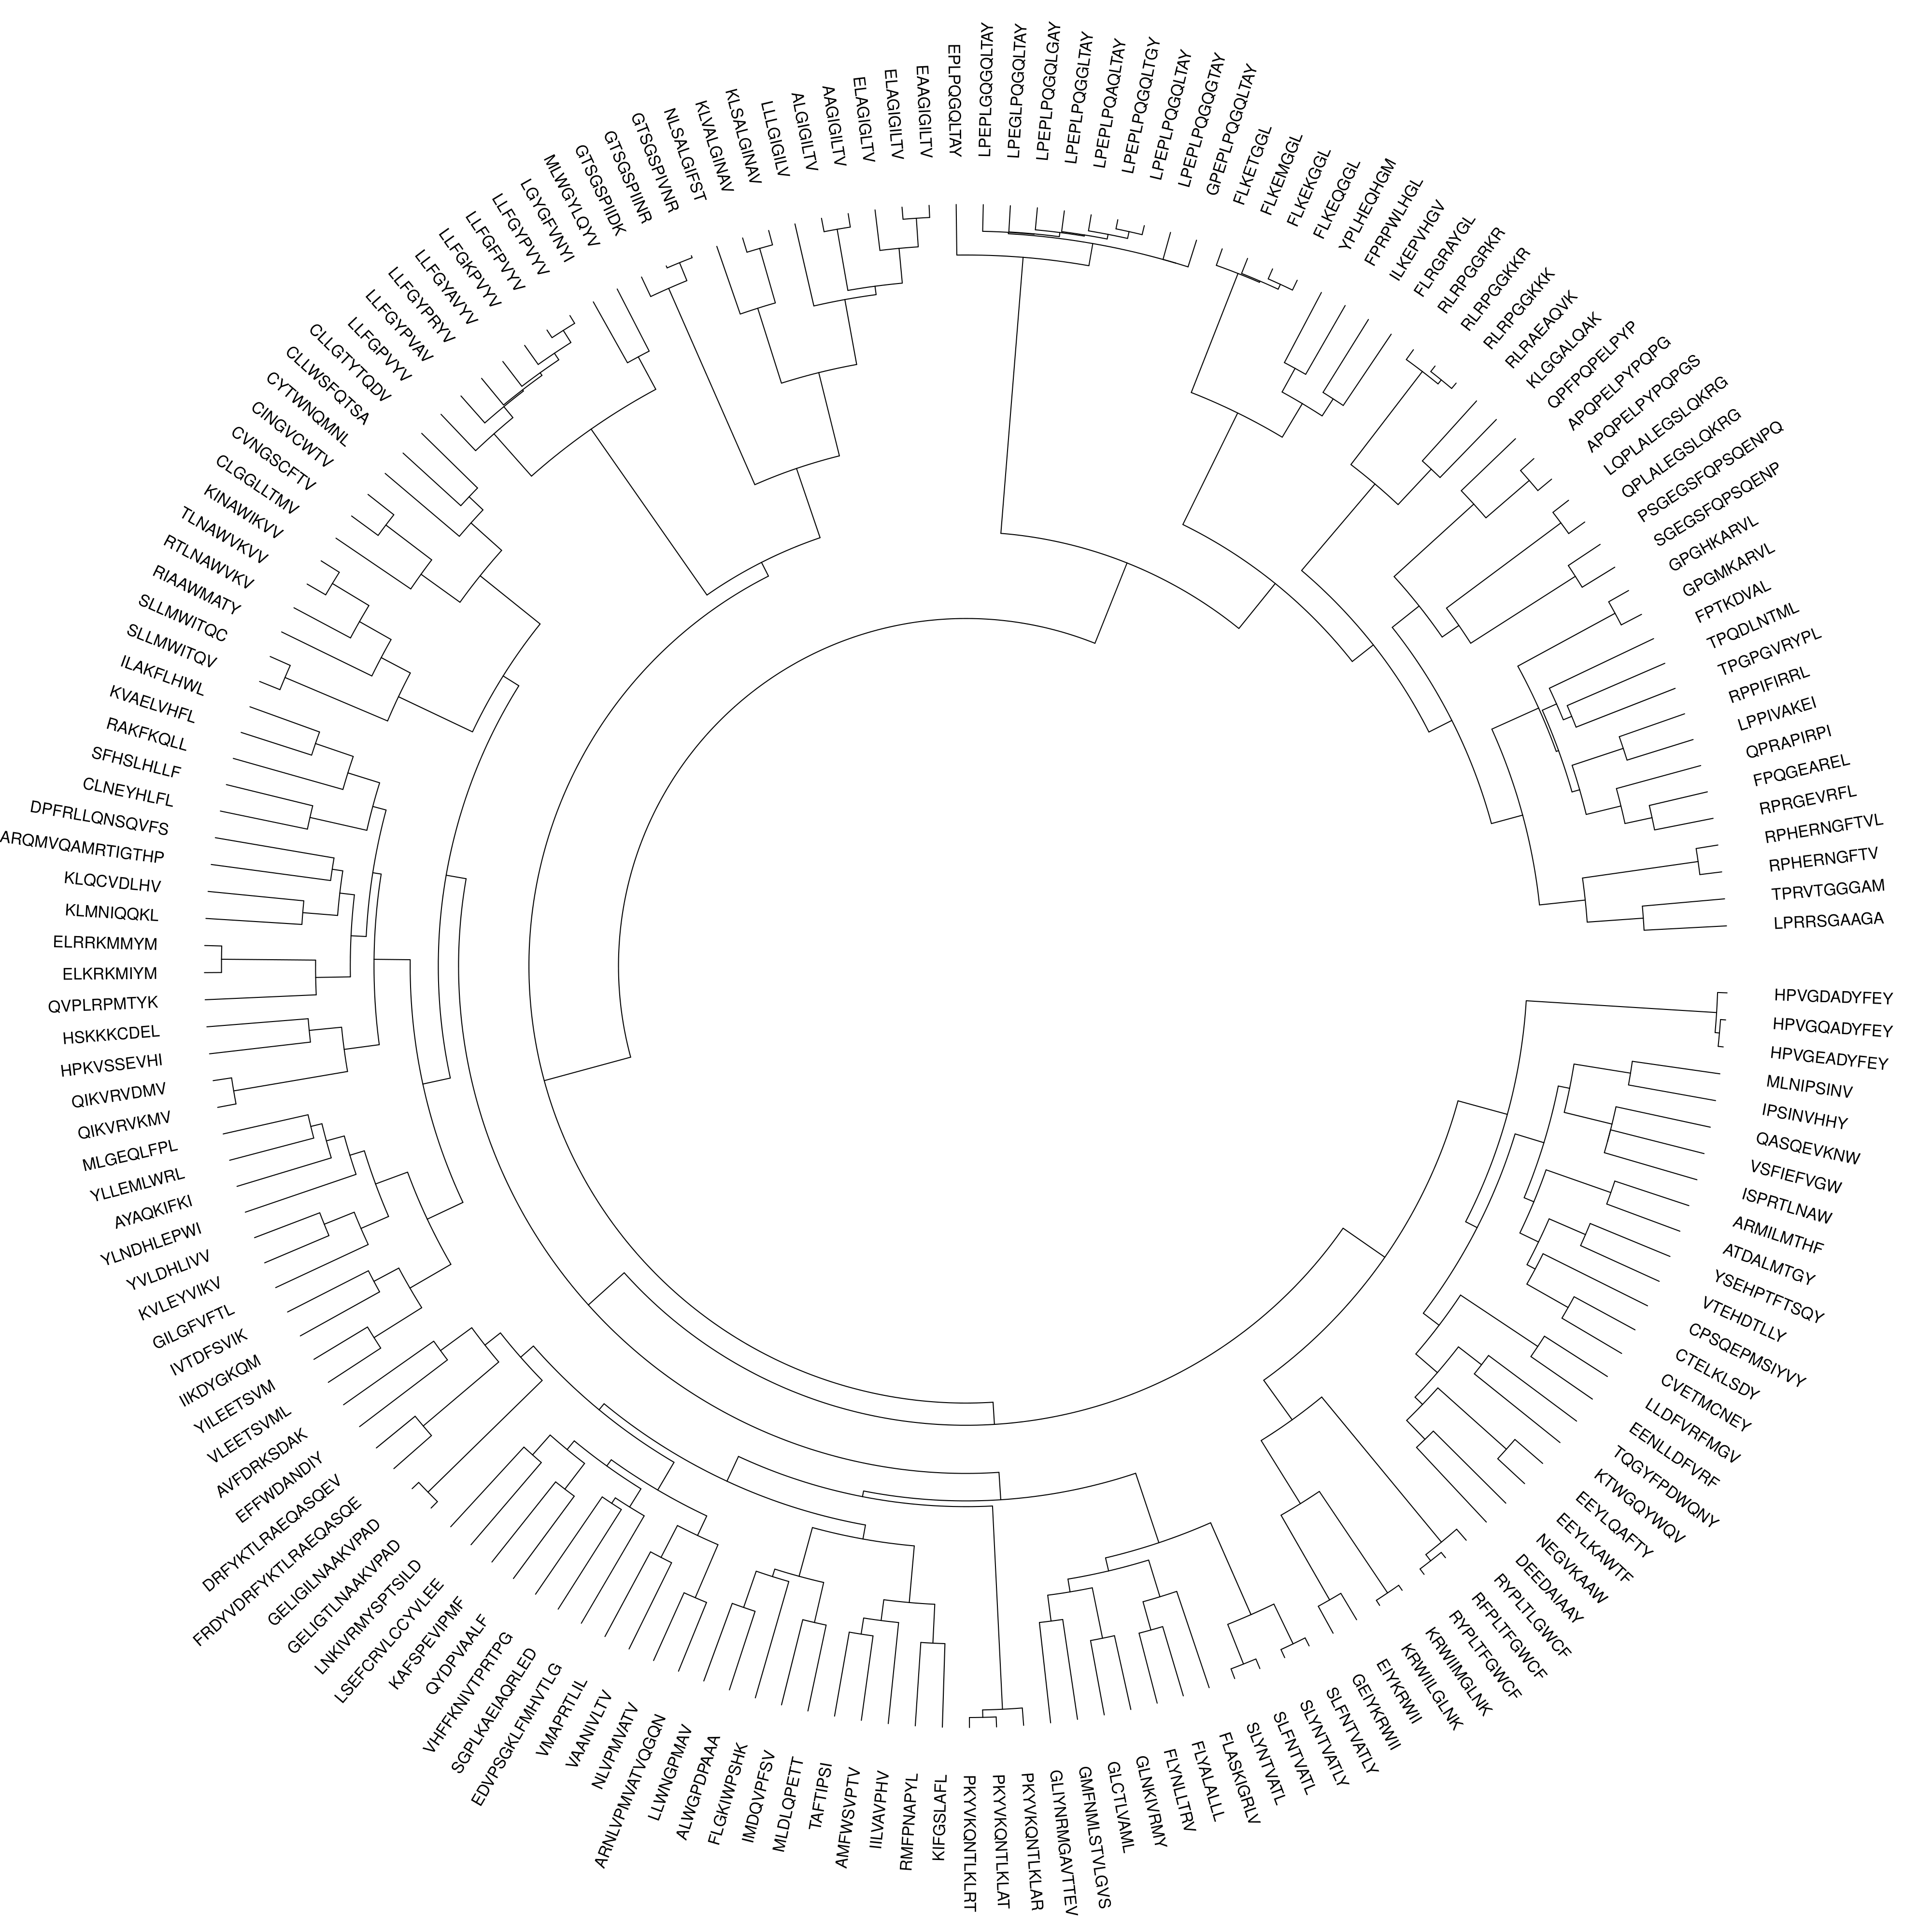 EPLPQGQLTAY
LPEPLGQGQLTAY
LPEGLPQGQLTAY
LPEPLPQGQLGAY
LPEPLPQGGLTAY
LPEPLPQAQLTAY
LPEPLPQGQLTGY
LPEPLPQGQLTAY
LPEPLPQGQGTAY
GPEPLPQGQLTAY
FLKETGGL
FLKEMGGL
FLKEKGGL
FLKEQGGL
YPLHEQHGM
FPRPWLHGL
ILKEPVHGV
FLRGRAYGL
RLRPGGRKR
RLRPGGKKR
RLRPGGKKK
RLRAEAQVK
KLGGALQAK
QPFPQPELPYP
APQPELPYPQPG
APQPELPYPQPGS
LQPLALEGSLQKRG
QPLALEGSLQKRG
PSGEGSFQPSQENPQ
SGEGSFQPSQENP
GPGHKARVL
GPGMKARVL
FPTKDVAL
TPQDLNTML
TPGPGVRYPL
RPPIFIRRL
LPPIVAKEI
QPRAPIRPI
FPQGEAREL
RPRGEVRFL
RPHERNGFTVL
RPHERNGFTV
TPRVTGGGAM
LPRRSGAAGA
HPVGDADYFEY
HPVGQADYFEY
HPVGEADYFEY
MLNIPSINV
IPSINVHHY
QASQEVKNW
VSFIEFVGW
ISPRTLNAW
ARMILMTHF
ATDALMTGY
YSEHPTFTSQY
VTEHDTLLY
CPSQEPMSIYVY
CTELKLSDY
CVETMCNEY
LLDFVRFMGV
EENLLDFVRF
TQGYFPDWQNY
KTWGQYWQV
EEYLQAFTY
EEYLKAWTF
NEGVKAAW
DEEDAIAAY
RYPLTLGWCF
RFPLTFGWCF
RYPLTFGWCF
KRWIIMGLNK
KRWIILGLNK
EIYKRWII
GEIYKRWII
SLFNTVATLY
SLYNTVATLY
SLFNTVATL
SLYNTVATL
FLASKIGRLV
FLYALALLL
FLYNLLTRV
GLNKIVRMY
GLCTLVAML
GMFNMLSTVLGVS
GLIYNRMGAVTTEV
PKYVKQNTLKLAR
PKYVKQNTLKLAT
PKYVKQNTLKLRT
KIFGSLAFL
RMFPNAPYL
IILVAVPHV
AMFWSVPTV
TAFTIPSI
MLDLQPETT
IMDQVPFSV
FLGKIWPSHK
ALWGPDPAAA
LLWNGPMAV
ARNLVPMVATVQGQN
NLVPMVATV
VAANIVLTV
VMAPRTLIL
EDVPSGKLFMHVTLG
SGPLKAEIAQRLED
VHFFKNIVTPRTPG
QYDPVAALF
KAFSPEVIPMF
LSEFCRVLCCYVLEE
LNKIVRMYSPTSILD
GELIGTLNAAKVPAD
GELIGILNAAKVPAD
FRDYVDRFYKTLRAEQASQE
DRFYKTLRAEQASQEV
EFFWDANDIY
AVFDRKSDAK
VLEETSVML
YILEETSVM
IIKDYGKQM
IVTDFSVIK
GILGFVFTL
KVLEYVIKV
YVLDHLIVV
YLNDHLEPWI
AYAQKIFKI
YLLEMLWRL
MLGEQLFPL
QIKVRVKMV
QIKVRVDMV
HPKVSSEVHI
HSKKKCDEL
QVPLRPMTYK
ELKRKMIYM
ELRRKMMYM
KLMNIQQKL
KLQCVDLHV
ARQMVQAMRTIGTHP
DPFRLLQNSQVFS
CLNEYHLFL
SFHSLHLLF
RAKFKQLL
KVAELVHFL
ILAKFLHWL
SLLMWITQV
SLLMWITQC
RIAAWMATY
RTLNAWVKV
TLNAWVKVV
KINAWIKVV
CLGGLLTMV
CVNGSCFTV
CINGVCWTV
CYTWNQMNL
CLLWSFQTSA
CLLGTYTQDV
LLFGPVYV
LLFGYPVAV
LLFGYPRYV
LLFGYAVYV
LLFGKPVYV
LLFGFPVYV
LLFGYPVYV
LGYGFVNYI
MLWGYLQYV
GTSGSPIIDK
GTSGSPIINR
GTSGSPIVNR
NLSALGIFST
KLVALGINAV
KLSALGINAV
LLLGIGILV
ALGIGILTV
AAGIGILTV
ELAGIGLTV
ELAGIGILTV
EAAGIGILTV